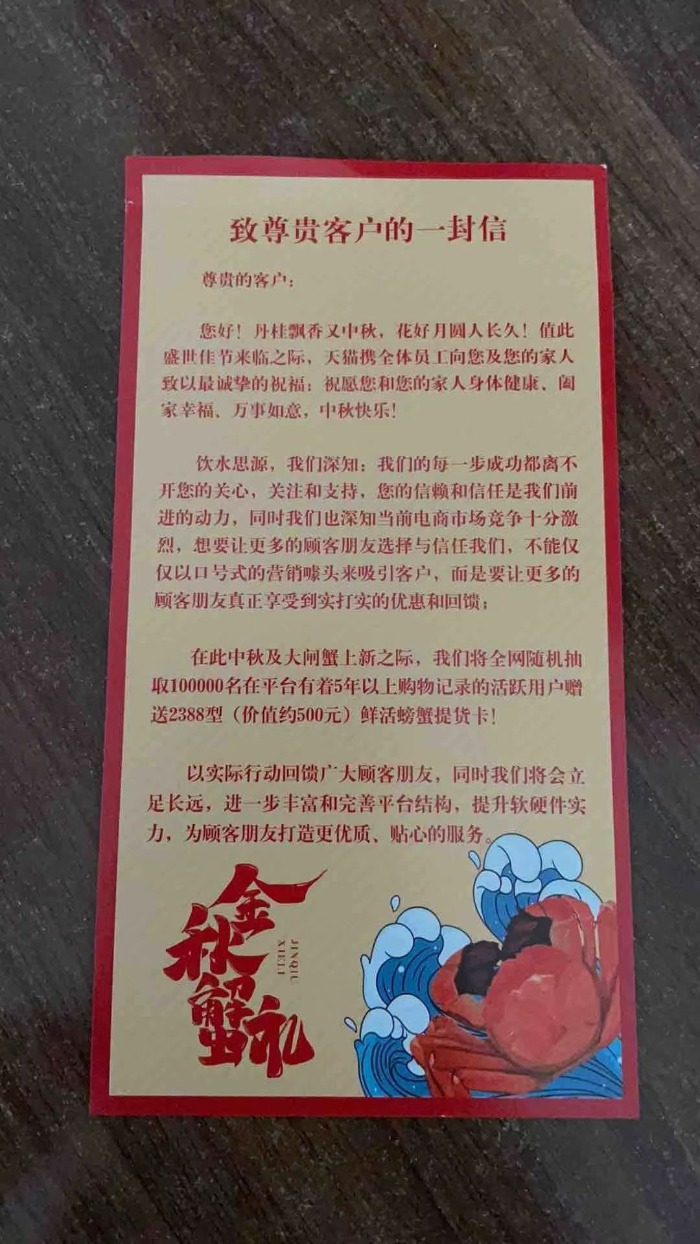 致尊贵客户的一封信
尊贵的客户：
您好！丹桂飘香又中秋，花好月圆人长久！值此
盛世佳节来临之际，天猫携全体员工向您及您的家人
致以最诚挚的祝福：祝愿您和您的家人身体健康、阖
家幸福、万事如意，中秋快乐！
饮水思源，我们深知：我们的每一步成功都离不
开您的关心，关注和支持，您的信赖和信任是我们前
进的动力，同时我们也深知当前电商市场竞争十分激
烈，想要让更多的顾客朋友选择与信任我们，不能仅
仅以口号式的营销噱头来吸引客户，而是要让更多的
顾客朋友真正享受到实打实的优惠和回馈；
在此中秋及大闸蟹上新之际，我们将全网随机抽
取100000名在平台有着5年以上购物记录的活跃用户赠
送2388型（价值约500元）鲜活螃蟹提货卡！
以实际行动回馈广大顾客朋友，同时我们将会立
足长远，进一步丰富和完善平台结构，提升软硬件实
力，为顾客朋友打造更优质、贴心的服务。
金秋蟹礼
JINQIU
XIELI